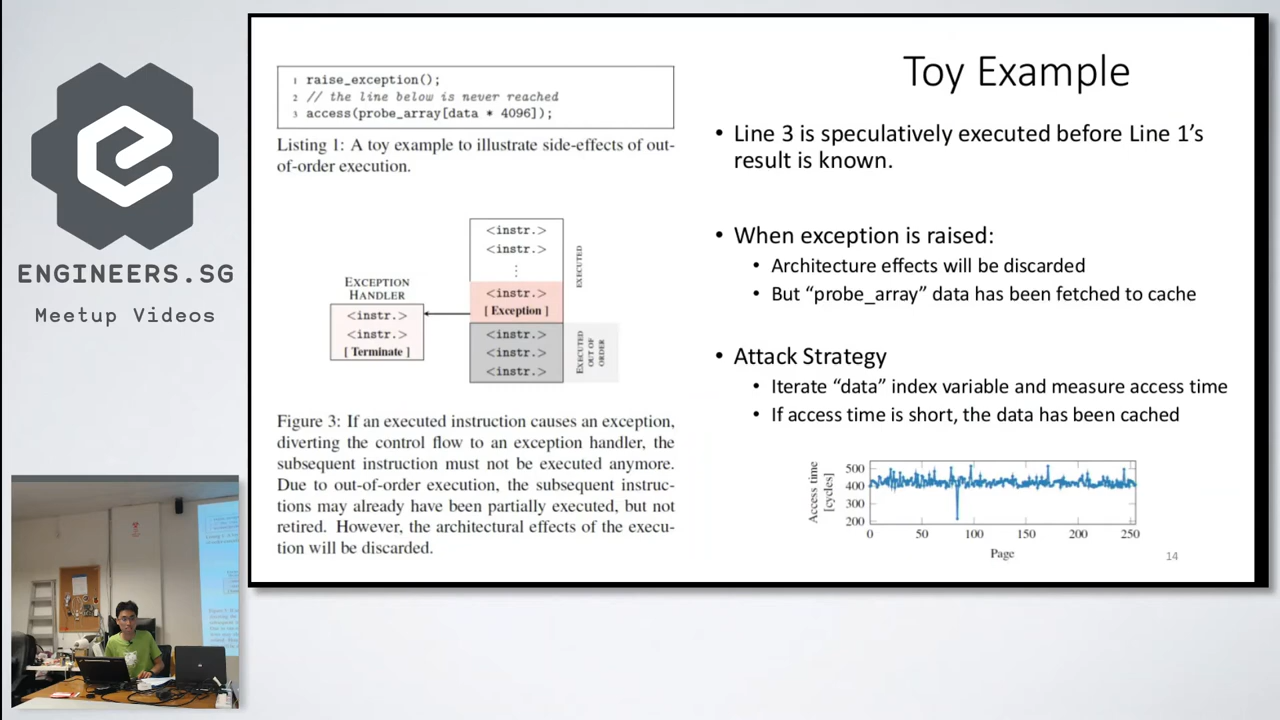 ENGINEERS.SG
Meetup Videos
1 raise_exception();
2 // the line below is never reached
3 access(probe_array[data * 4096]);
Listing 1: A toy example to illustrate side-effects of out-
of-order execution.
EXCEPTION
HANDLER
<instr.>
<instr.>
[ Terminate ]
<instr.>
<instr.>
⋮
<instr.>
[ Exception ]
<instr.>
<instr.>
<instr.>
EXECUTED
EXECUTED
OUT OF
ORDER
Figure 3: If an executed instruction causes an exception,
diverting the control flow to an exception handler, the
subsequent instruction must not be executed anymore.
Due to out-of-order execution, the subsequent instruc-
tions may already have been partially executed, but not
retired. However, the architectural effects of the execu-
tion will be discarded.
Toy Example
• Line 3 is speculatively executed before Line 1’s
result is known.
• When exception is raised:
• Architecture effects will be discarded
• But “probe_array” data has been fetched to cache
• Attack Strategy
• Iterate “data” index variable and measure access time
• If access time is short, the data has been cached
Access time
[cycles]
500
400
300
200
0 50 100 150 200 250
Page
14